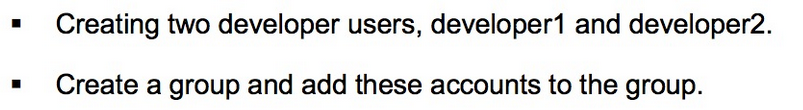 ▪ Creating two developer users, developer1 and developer2.
▪ Create a group and add these accounts to the group.